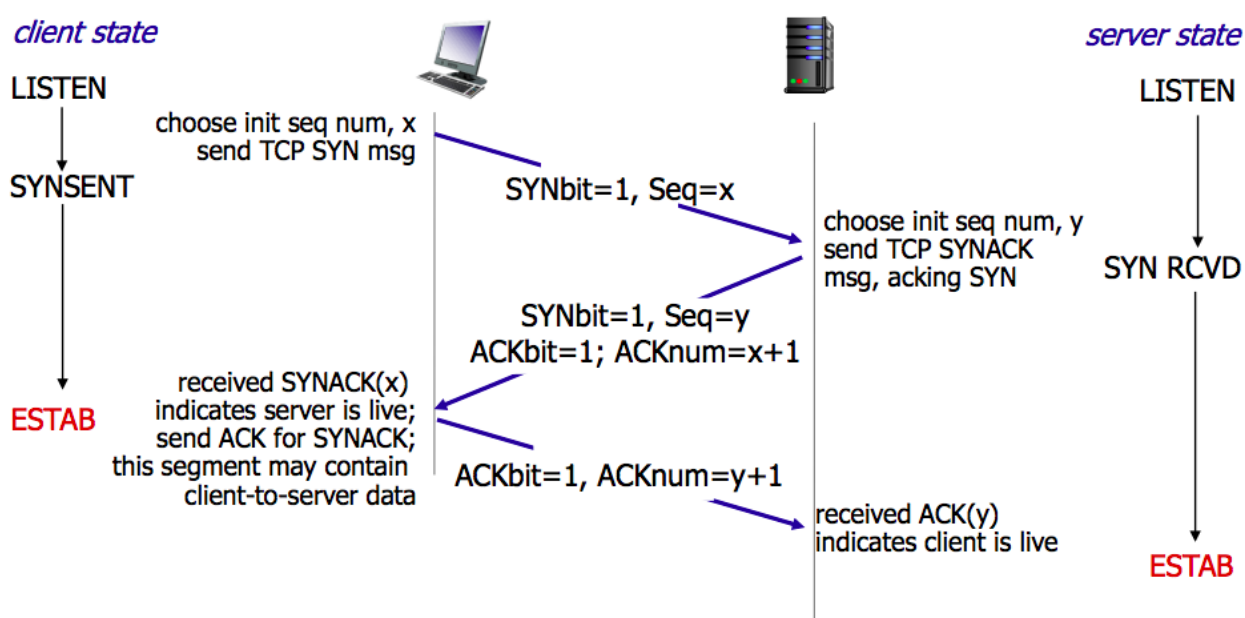 client state
server state
LISTEN
LISTEN
choose init seq num, x
send TCP SYN msg
SYNSENT
SYNbit=1, Seq=x
choose init seq num, y
send TCP SYNACK
msg, acking SYN
SYN RCVD
SYNbit=1, Seq=y
ACKbit=1; ACKnum=x+1
received SYNACK(x)
indicates server is live;
send ACK for SYNACK;
this segment may contain
client-to-server data
ESTAB
ACKbit=1, ACKnum=y+1
received ACK(y)
indicates client is live
ESTAB